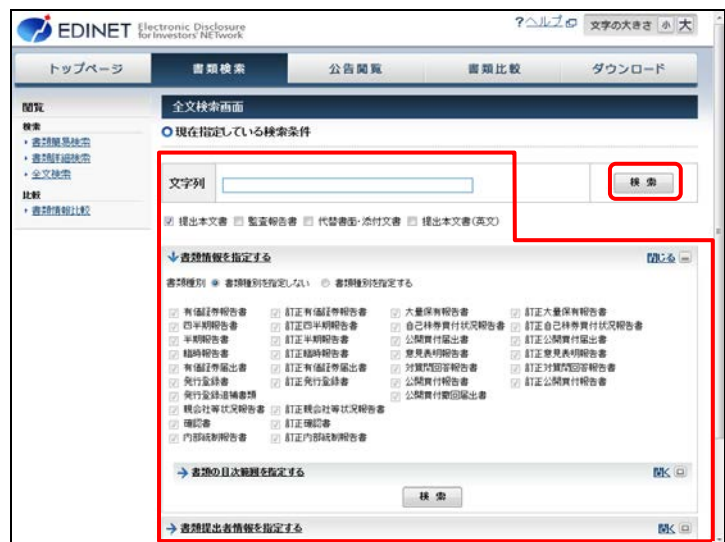 EDINET Electronic Disclosure for Investors' NETwork
?ヘルプ 文字の大きさ 小 大
トップページ 書類検索 公告閲覧 書類比較 ダウンロード
閲覧
検索
書類簡易検索
書類詳細検索
全文検索
比較
書類情報比較
全文検索画面
現在指定している検索条件
文字列 検索
提出本文書 監査報告書 代替書面・添付文書 提出本文書(英文)
書類情報を指定する 閉じる
書類種別 書類種別を指定しない 書類種別を指定する
有価証券報告書 訂正有価証券報告書 大量保有報告書 訂正大量保有報告書
四半期報告書 訂正四半期報告書 自己株券買付状況報告書 訂正自己株券買付状況報告書
半期報告書 訂正半期報告書 公開買付届出書 訂正公開買付届出書
臨時報告書 訂正臨時報告書 意見表明報告書 訂正意見表明報告書
有価証券届出書 訂正有価証券届出書 対質問回答報告書 訂正対質問回答報告書
発行登録書 訂正発行登録書 公開買付報告書 訂正公開買付報告書
発行登録追補書類 公開買付撤回届出書
親会社等状況報告書 訂正親会社等状況報告書
確認書 訂正確認書
内部統制報告書 訂正内部統制報告書
書類の目次範囲を指定する 開く
検索
書類提出者情報を指定する 開く